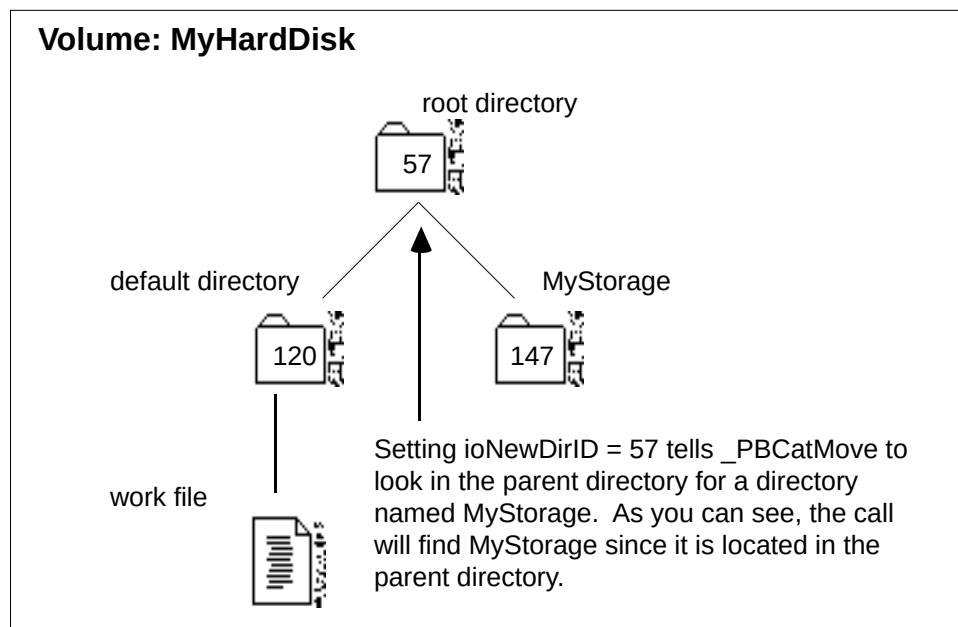 Volume: MyHardDisk
root directory
57
default directory
MyStorage
120
147
Setting ioNewDirID = 57 tells _PBCatMove to
look in the parent directory for a directory
named MyStorage.  As you can see, the call
will find MyStorage since it is located in the
parent directory.
work file